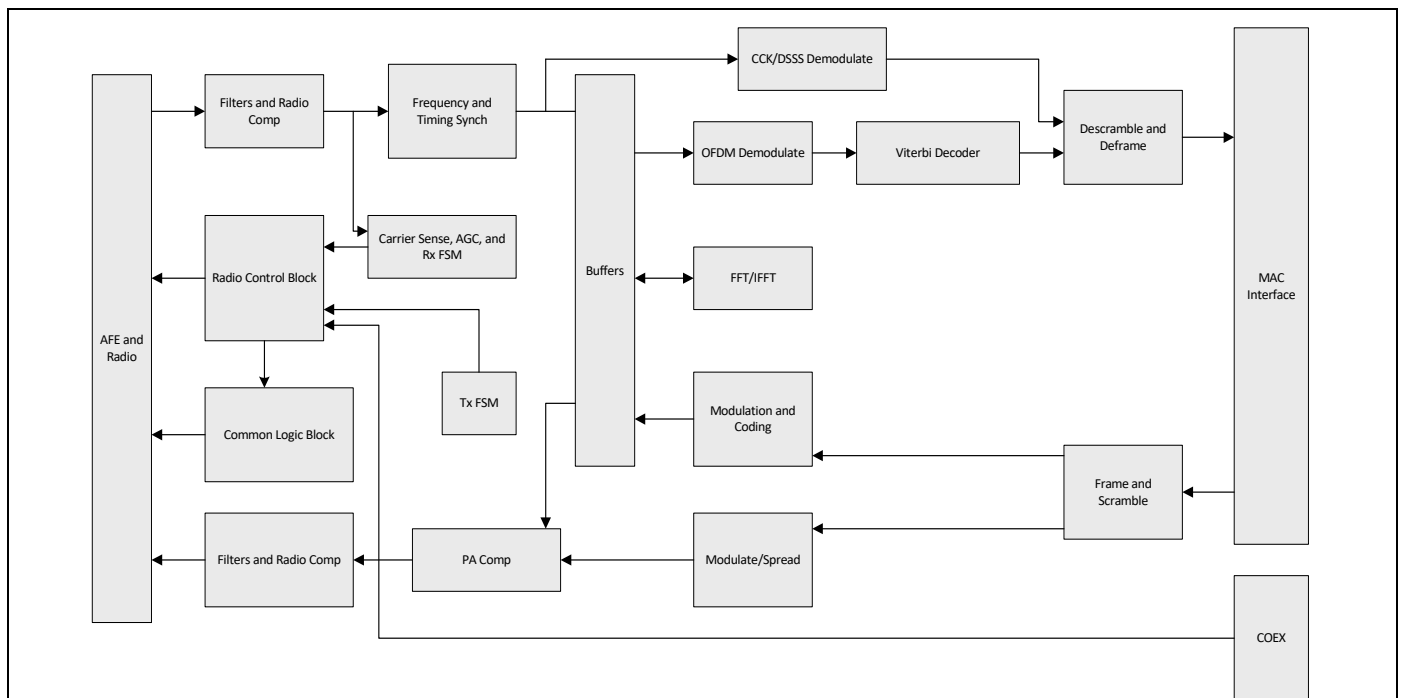 CCK/DSSS Demodulate
Filters and Radio
Comp
Frequency and
Timing Synch
Descramble and
Deframe
OFDM Demodulate
Viterbi Decoder
Carrier Sense, AGC, and
Rx FSM
Radio Control Block
Buffers
FFT/IFFT
MAC
Interface
AFE and
Radio
Tx FSM
Modulation and
Coding
Common Logic Block
Frame and
Scramble
Filters and Radio Comp
PA Comp
Modulate/Spread
COEX